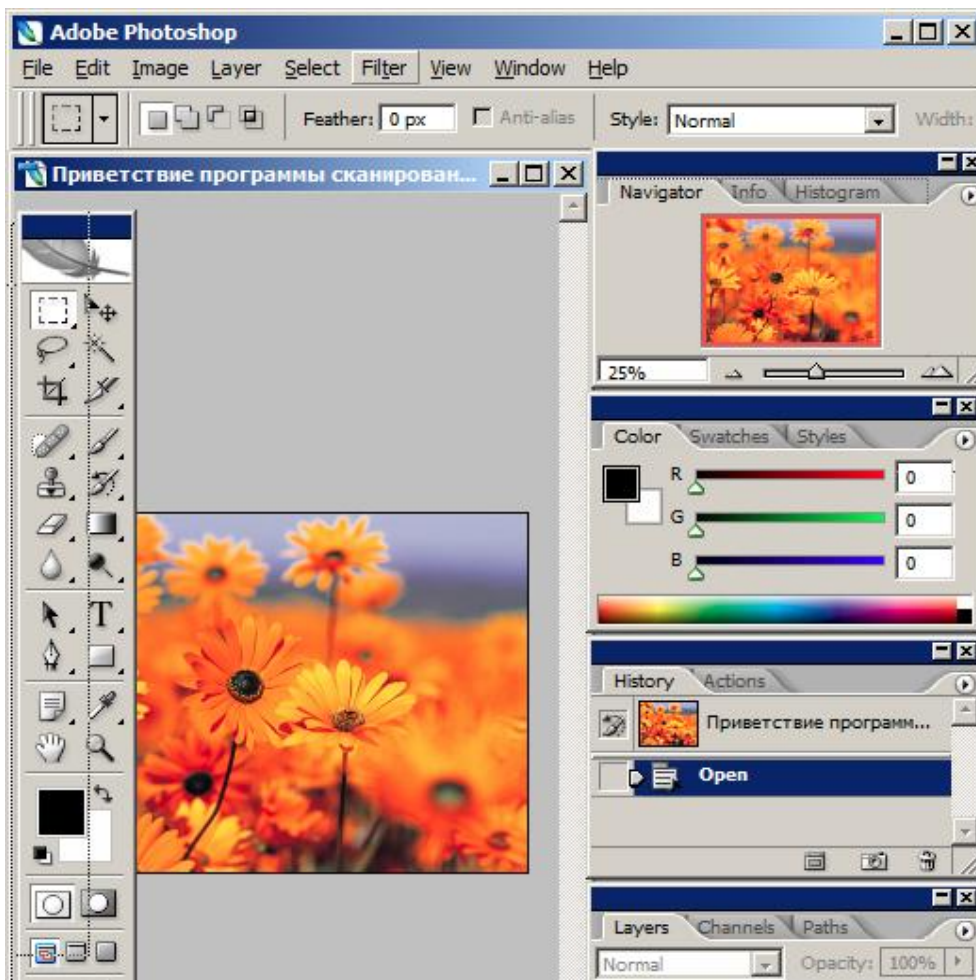 Adobe Photoshop
File Edit Image Layer Select Filter View Window Help
Feather: 0 px Anti-alias Style: Normal Width:
Приветствие программы сканирован...
Navigator Info Histogram
25%
Color Swatches Styles
R 0
G 0
B 0
T
History Actions
Приветствие программ...
Open
Layers Channels Paths
Normal Opacity: 100%